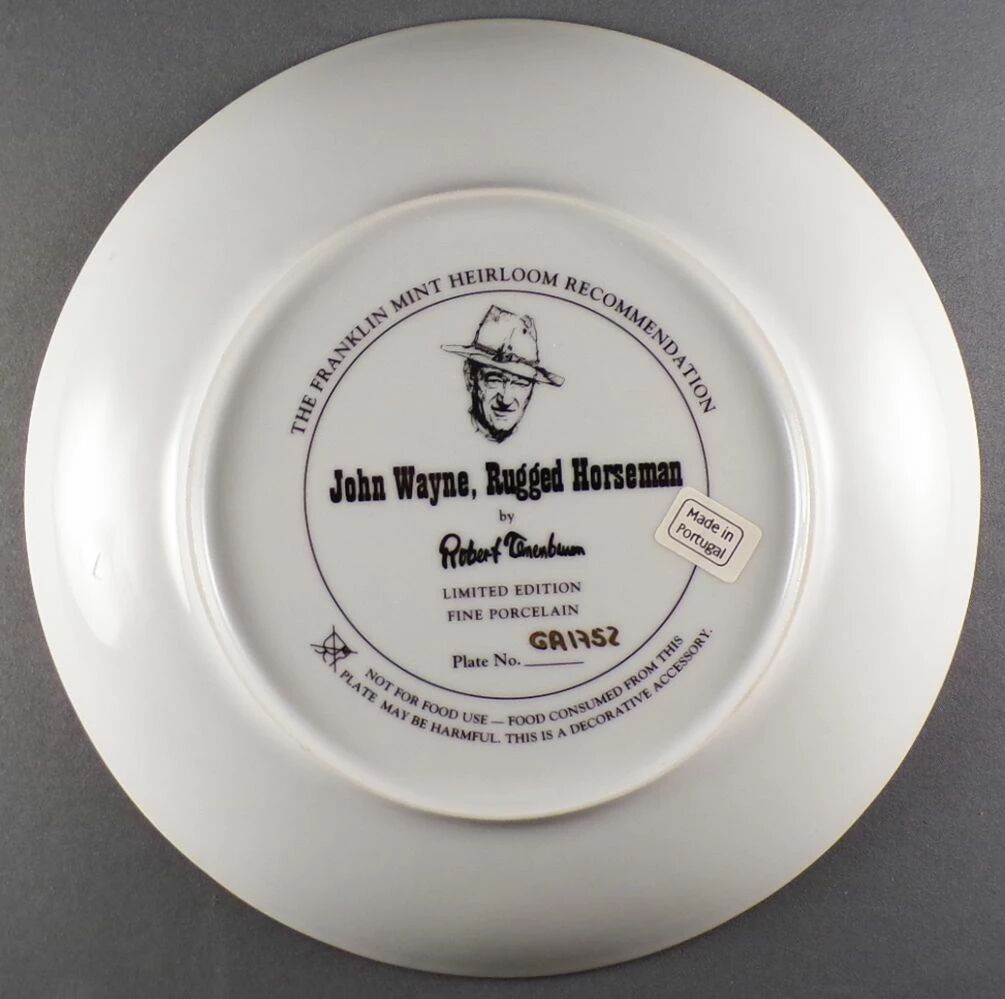 THE FRANKLIN MINT HEIRLOOM RECOMMENDATION
John Wayne, Rugged Horseman
by
Robert Tanenbaum
LIMITED EDITION
FINE PORCELAIN
Plate No. GA1752
NOT FOR FOOD USE — FOOD CONSUMED FROM THIS
PLATE MAY BE HARMFUL. THIS IS A DECORATIVE ACCESSORY.
Made in
Portugal